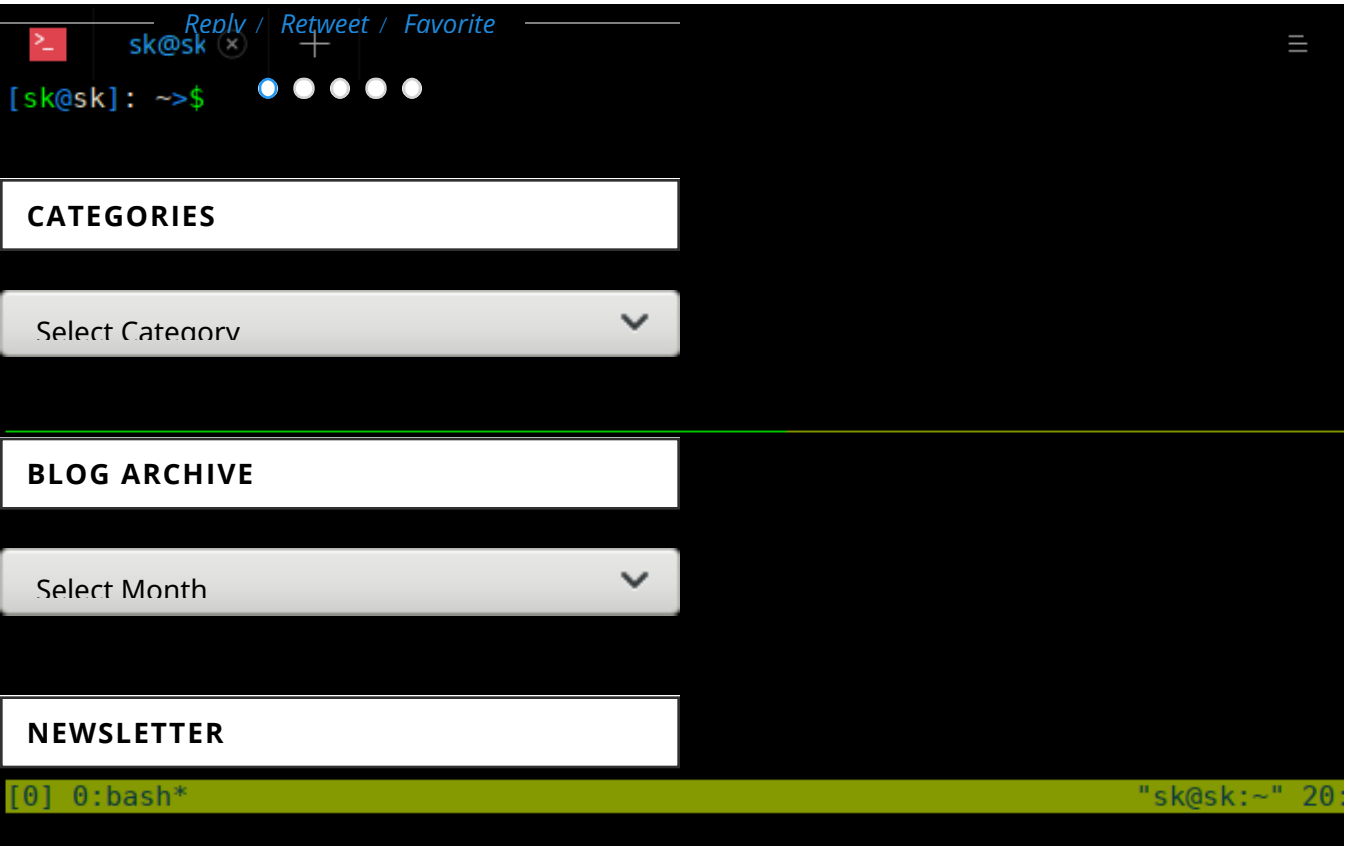 Reply / Retweet / Favorite
>_ sk@sk
[sk@sk]: ~>$
CATEGORIES
Select Category
BLOG ARCHIVE
Select Month
NEWSLETTER
[0] 0:bash* "sk@sk:~" 20: